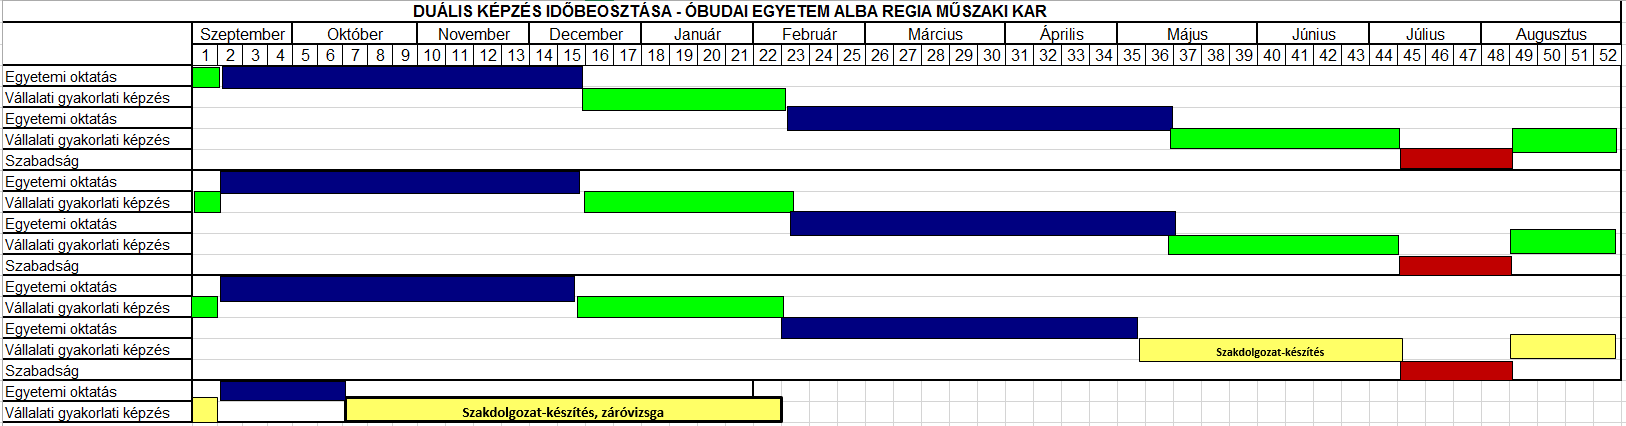 DUÁLIS KÉPZÉS IDŐBEOSZTÁSA - ÓBUDAI EGYETEM ALBA REGIA MŰSZAKI KAR
Szeptember Október November December Január Február Március Április Május Június Július Augusztus
1 2 3 4 5 6 7 8 9 10 11 12 13 14 15 16 17 18 19 20 21 22 23 24 25 26 27 28 29 30 31 32 33 34 35 36 37 38 39 40 41 42 43 44 45 46 47 48 49 50 51 52
Egyetemi oktatás
Vállalati gyakorlati képzés
Egyetemi oktatás
Vállalati gyakorlati képzés
Szabadság
Egyetemi oktatás
Vállalati gyakorlati képzés
Egyetemi oktatás
Vállalati gyakorlati képzés
Szabadság
Egyetemi oktatás
Vállalati gyakorlati képzés
Egyetemi oktatás
Vállalati gyakorlati képzés Szakdolgozat-készítés
Szabadság
Egyetemi oktatás
Vállalati gyakorlati képzés Szakdolgozat-készítés, záróvizsga